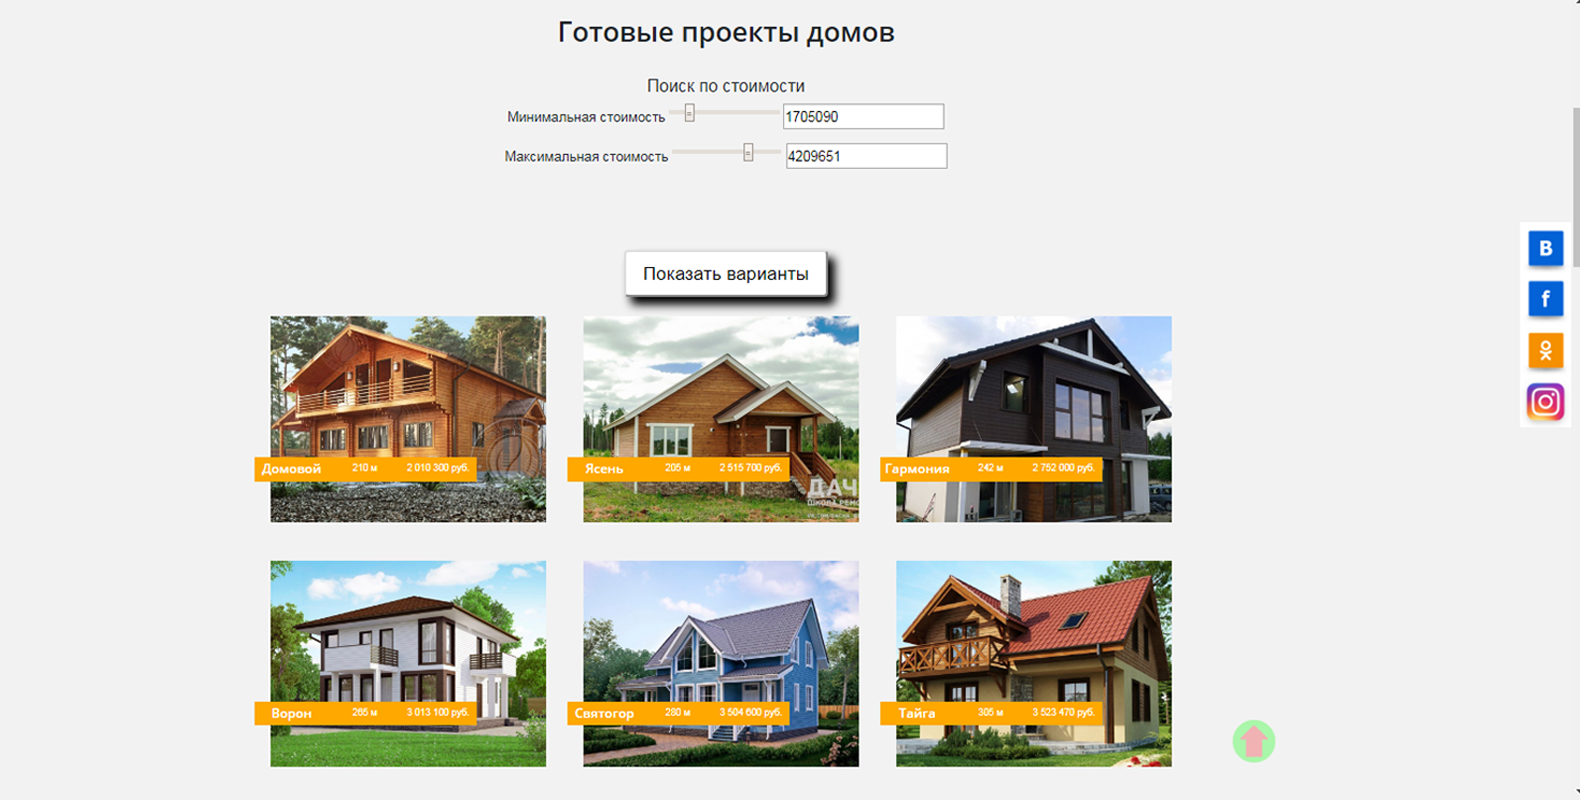 Готовые проекты домов
Поиск по стоимости
Минимальная стоимость 1705090
Максимальная стоимость 4209651
Показать варианты
В
f
Домовой 210 м 2 010 300 руб.
Ясень 205 м 2 515 700 руб.
Гармония 242 м 2 752 000 руб.
ДАЧ
Ворон 265 м 3 013 100 руб.
Святогор 280 м 3 504 600 руб.
Тайга 305 м 3 523 470 руб.